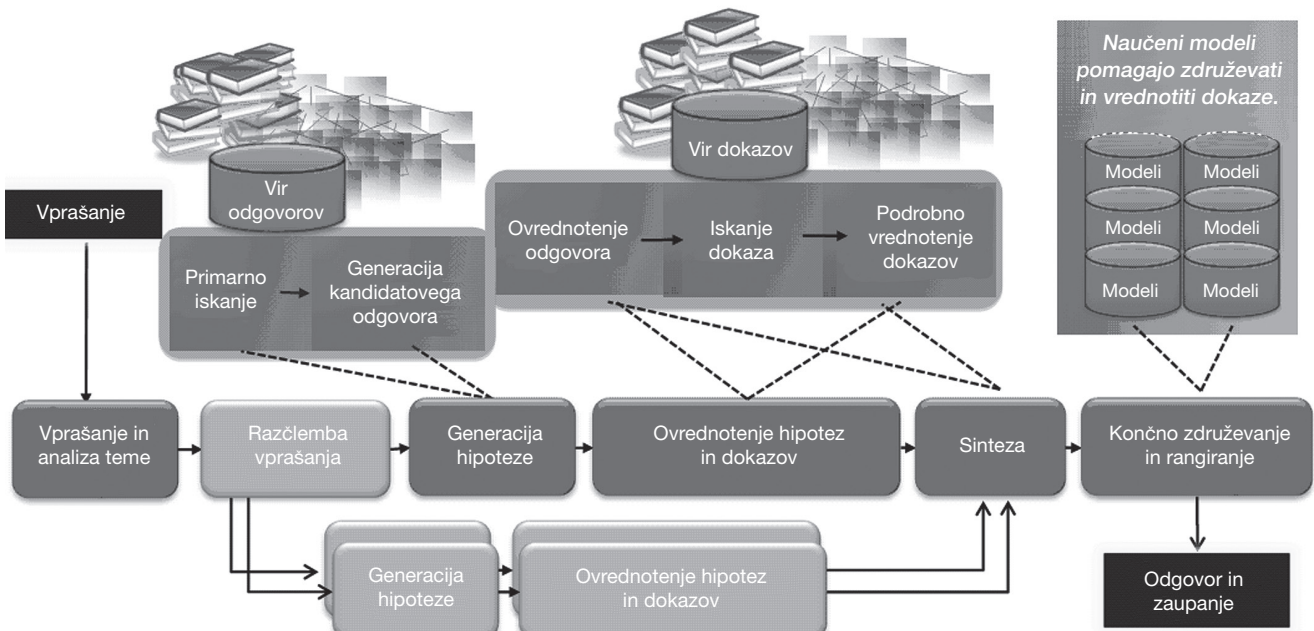 Naučeni modeli
pomagajo združevati
in vrednotiti dokaze.
Vir dokazov
Modeli
Modeli
Vir
odgovorov
Vprašanje
Ovrednotenje
odgovora
Iskanje
dokaza
Podrobno
vrednotenje
dokazov
Modeli
Modeli
Primarno
iskanje
Generacija
kandidatovega
odgovora
Modeli
Modeli
Vprašanje in
analiza teme
Razčlemba
vprašanja
Generacija
hipoteze
Ovrednotenje hipotez
in dokazov
Sinteza
Končno združevanje
in rangiranje
Generacija
hipoteze
Ovrednotenje hipotez
in dokazov
Odgovor in
zaupanje